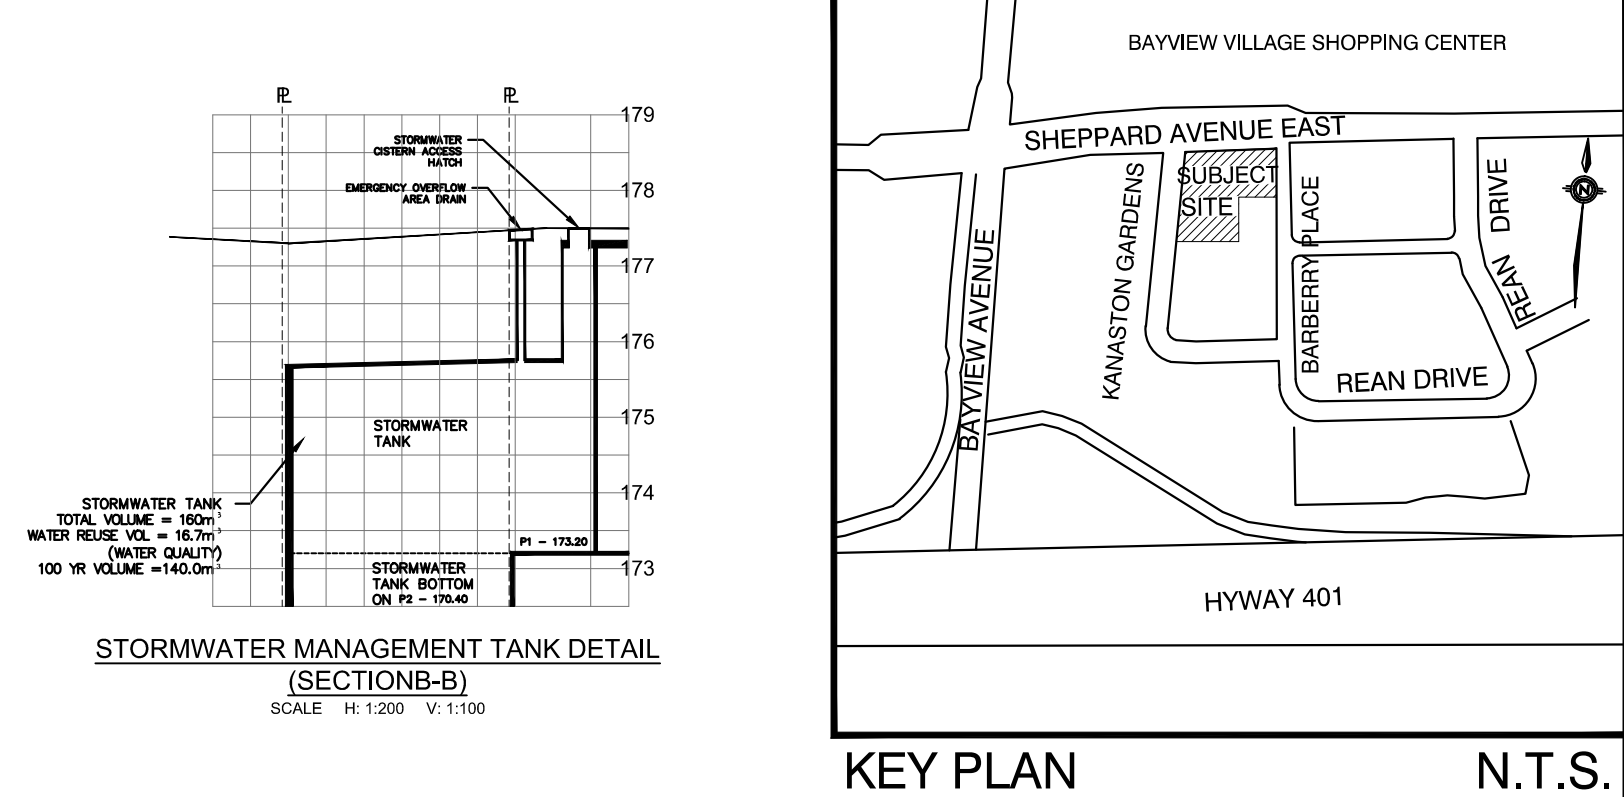 ℄
℄
179
STORMWATER
CISTERN ACCESS
HATCH
178
EMERGENCY OVERFLOW
AREA DRAIN
177
176
175
STORMWATER
TANK
174
STORMWATER TANK
TOTAL VOLUME = 160m³
WATER REUSE VOL = 16.7m³
(WATER QUALITY)
100 YR VOLUME =140.0m³
P1 - 173.20
173
STORMWATER
TANK BOTTOM
ON P2 - 170.40
STORMWATER MANAGEMENT TANK DETAIL
(SECTIONB-B)
SCALE H: 1:200 V: 1:100
BAYVIEW VILLAGE SHOPPING CENTER
SHEPPARD AVENUE EAST
SUBJECT
SITE
KANASTON GARDENS
BAYVIEW AVENUE
BARBERRY PLACE
REAN DRIVE
N
REAN DRIVE
HYWAY 401
KEY PLAN
N.T.S.